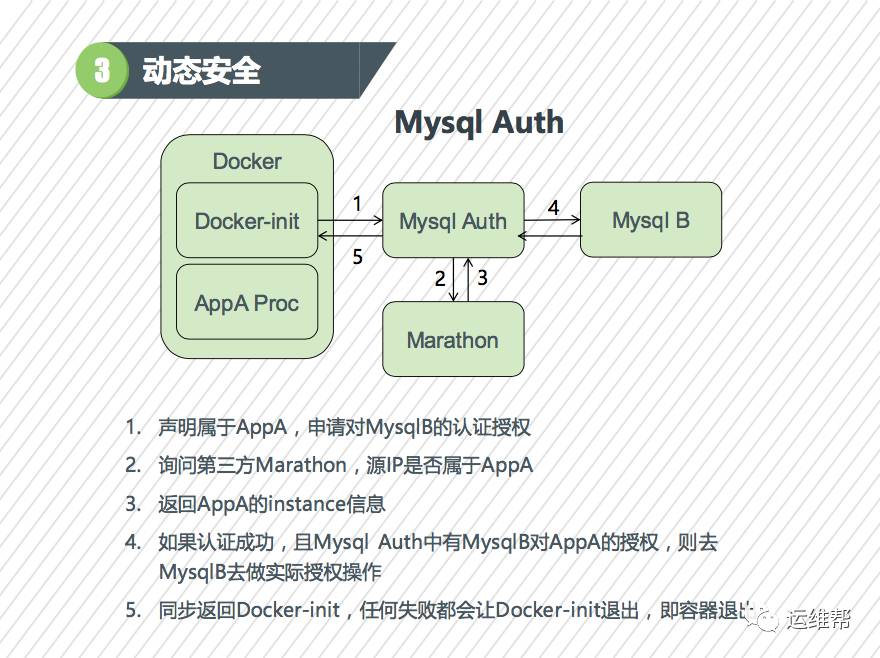 3 动态安全
Mysql Auth
Docker
Docker-init
AppA Proc
1
5
Mysql Auth
4
Mysql B
2
3
Marathon
1. 声明属于AppA，申请对MysqlB的认证授权
2. 询问第三方Marathon，源IP是否属于AppA
3. 返回AppA的instance信息
4. 如果认证成功，且Mysql Auth中有MysqlB对AppA的授权，则去
MysqlB去做实际授权操作
5. 同步返回Docker-init，任何失败都会让Docker-init退出，即容器退出
运维帮